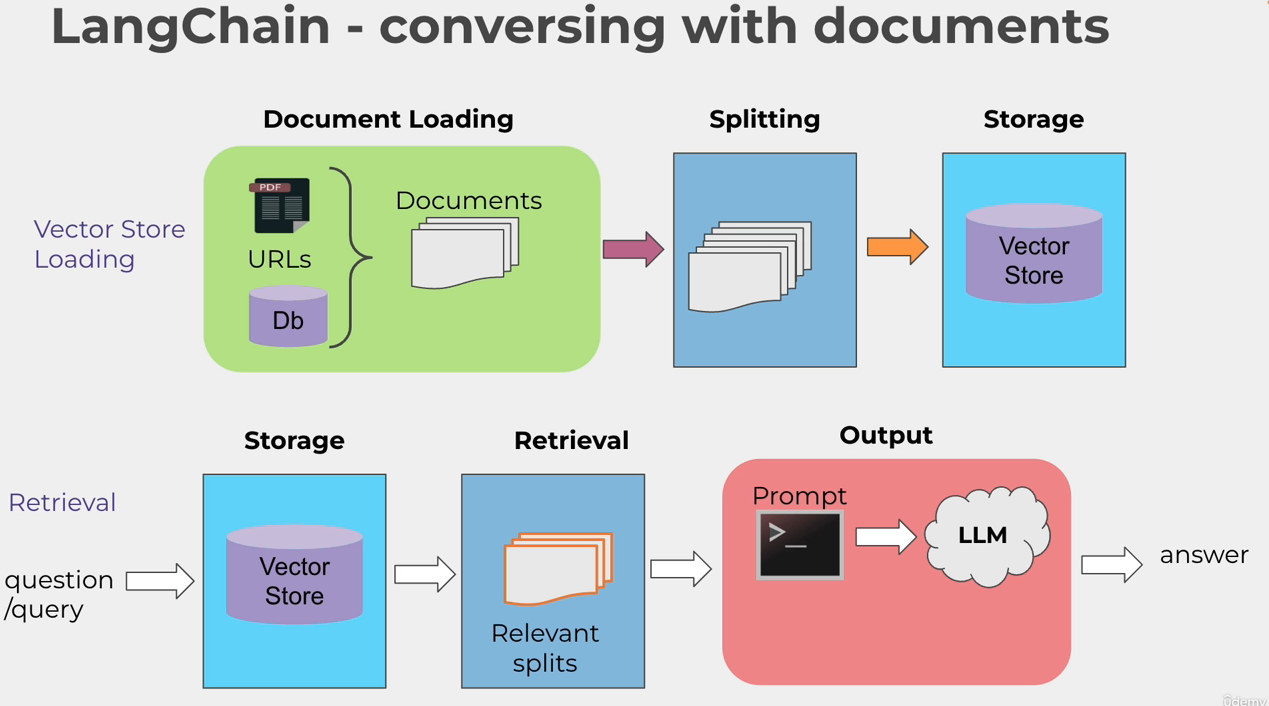 LangChain - conversing with documents
Document Loading
Splitting
Storage
Vector Store
Loading
PDF
URLs
Db
Documents
Vector
Store
Storage
Retrieval
Output
Retrieval
question
/query
Vector
Store
Relevant
splits
Prompt
>_
LLM
answer
ûdemy